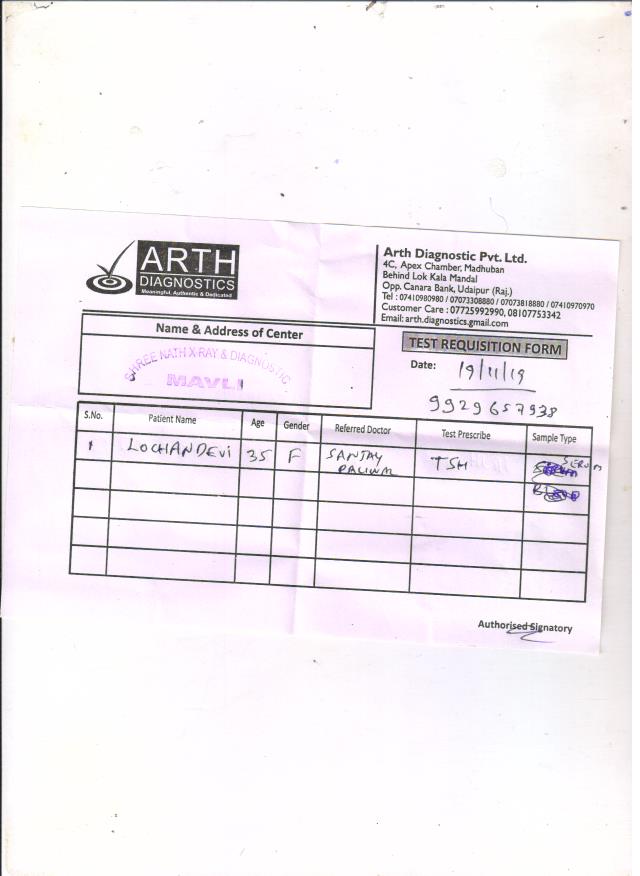 ARTH
DIAGNOSTICS
Meaningful, Authentic & Dedicated
Arth Diagnostic Pvt. Ltd.
4C, Apex Chamber, Madhuban
Behind Lok Kala Mandal
Opp. Canara Bank, Udaipur (Raj.)
Tel : 07410980980 / 07073308880 / 07073818880 / 07410970970
Customer Care : 07725992990, 08107753342
Email: arth.diagnostics.gmail.com
Name & Address of Center
SHREE NATH X-RAY & DIAGNOSTIC
MAVLI
TEST REQUISITION FORM
Date: 19/11/19
9929657938
S.No. Patient Name Age Gender Referred Doctor Test Prescribe Sample Type
1 LOCHANDEVI 35 F SANJAY TSH SERUM
Authorised Signatory